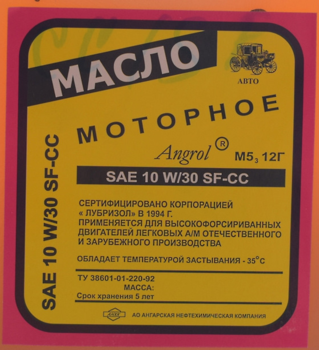 МАСЛО
АВТО
МОТОРНОЕ
Angrol ® М5з 12Г
SAE 10 W/30 SF-CC
SAE 10 W/30 SF-CC
СЕРТИФИЦИРОВАНО КОРПОРАЦИЕЙ
« ЛУБРИЗОЛ» В 1994 Г.
ПРИМЕНЯЕТСЯ ДЛЯ ВЫСОКОФОРСИРИВАННЫХ
ДВИГАТЕЛЕЙ ЛЕГКОВЫХ А/М ОТЕЧЕСТВЕННОГО
И ЗАРУБЕЖНОГО ПРОИЗВОДСТВА
ОБЛАДАЕТ ТЕМПЕРАТУРОЙ ЗАСТЫВАНИЯ - 35°С
ТУ 38601-01-220-92
МАССА:
Срок хранения 5 лет
АО АНГАРСКАЯ НЕФТЕХИМИЧЕСКАЯ КОМПАНИЯ